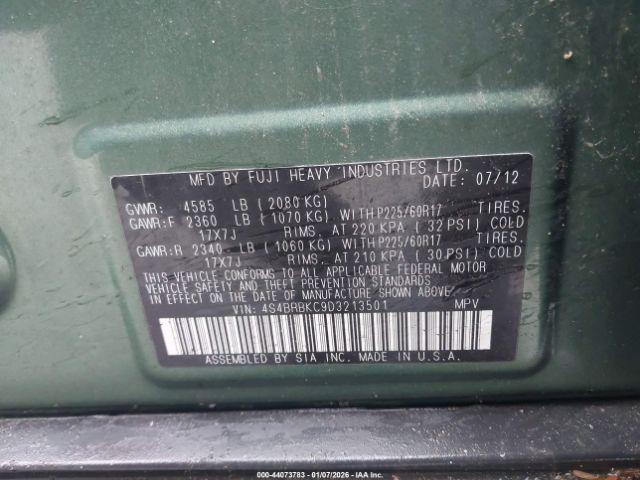 MFD BY FUJI HEAVY INDUSTRIES LTD.
DATE: 07/12
GVWR: 4585 LB (2080 KG)
GAWR:F 2360 LB (1070 KG) WITH P225/60R17 TIRES.
17X7J RIMS. AT 220 KPA ( 32 PSI) COLD
GAWR:R 2340 LB (1060 KG) WITH P225/60R17 TIRES.
17X7J RIMS. AT 210 KPA ( 30 PSI) COLD
THIS VEHICLE CONFORMS TO ALL APPLICABLE FEDERAL MOTOR
VEHICLE SAFETY AND THEFT PREVENTION STANDARDS
IN EFFECT ON THE DATE OF MANUFACTURE SHOWN ABOVE.
VIN: 4S4BRBKC9D3213501 MPV
ASSEMBLED BY SIA INC. MADE IN U.S.A.
000-44073783 - 01/07/2026 - IAAI.COM